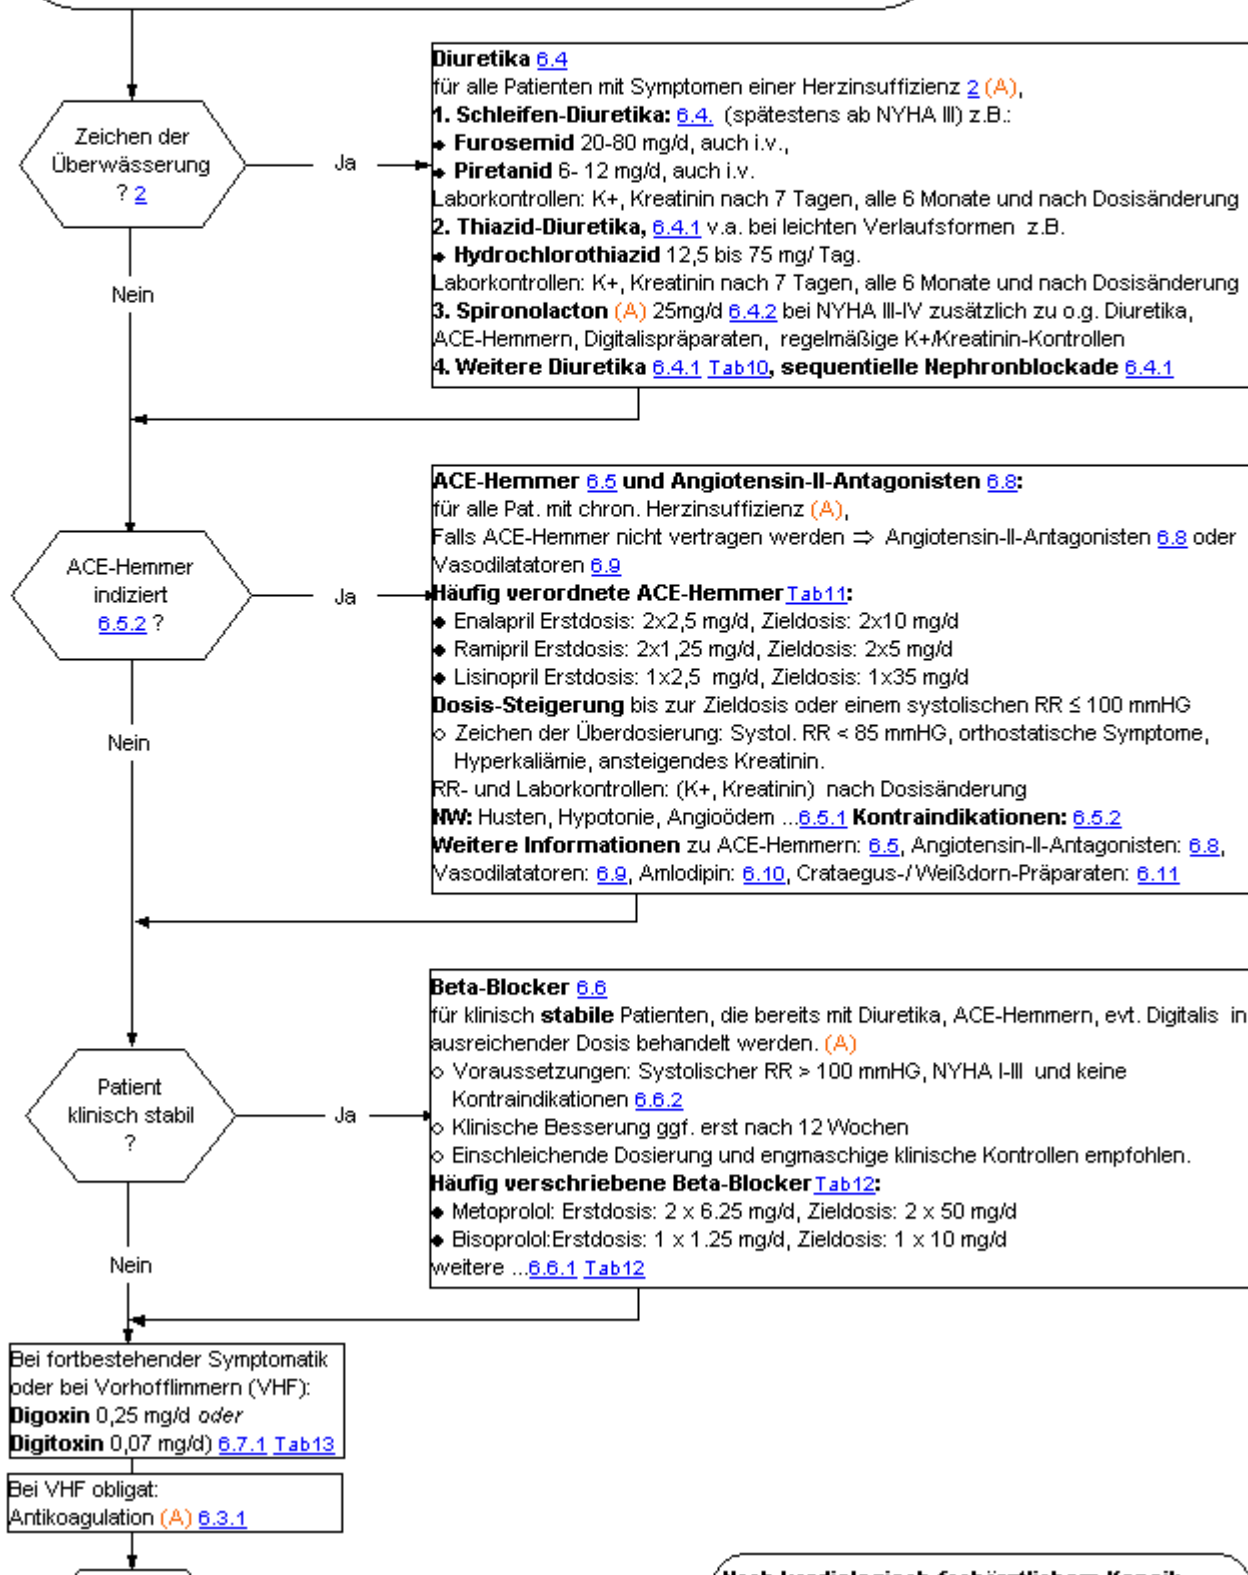 Zeichen der
Überwässerung
? 2
Ja
Nein
Diuretika 6.4
für alle Patienten mit Symptomen einer Herzinsuffizienz 2 (A),
1. Schleifen-Diuretika: 6.4. (spätestens ab NYHA III) z.B.:
◆ Furosemid 20-80 mg/d, auch i.v.,
◆ Piretanid 6- 12 mg/d, auch i.v.
Laborkontrollen: K+, Kreatinin nach 7 Tagen, alle 6 Monate und nach Dosisänderung
2. Thiazid-Diuretika, 6.4.1 v.a. bei leichten Verlaufsformen z.B.
◆ Hydrochlorothiazid 12,5 bis 75 mg/ Tag.
Laborkontrollen: K+, Kreatinin nach 7 Tagen, alle 6 Monate und nach Dosisänderung
3. Spironolacton (A) 25mg/d 6.4.2 bei NYHA III-IV zusätzlich zu o.g. Diuretika,
ACE-Hemmern, Digitalispräparaten, regelmäßige K+/Kreatinin-Kontrollen
4. Weitere Diuretika 6.4.1 Tab10, sequentielle Nephronblockade 6.4.1
ACE-Hemmer
indiziert
6.5.2 ?
Ja
Nein
ACE-Hemmer 6.5 und Angiotensin-II-Antagonisten 6.8:
für alle Pat. mit chron. Herzinsuffizienz (A),
Falls ACE-Hemmer nicht vertragen werden ⇒ Angiotensin-II-Antagonisten 6.8 oder
Vasodilatatoren 6.9
Häufig verordnete ACE-Hemmer Tab11:
◆ Enalapril Erstdosis: 2x2,5 mg/d, Zieldosis: 2x10 mg/d
◆ Ramipril Erstdosis: 2x1,25 mg/d, Zieldosis: 2x5 mg/d
◆ Lisinopril Erstdosis: 1x2,5 mg/d, Zieldosis: 1x35 mg/d
Dosis-Steigerung bis zur Zieldosis oder einem systolischen RR ≤ 100 mmHG
◇ Zeichen der Überdosierung: Systol. RR < 85 mmHG, orthostatische Symptome,
Hyperkaliämie, ansteigendes Kreatinin.
RR- und Laborkontrollen: (K+, Kreatinin) nach Dosisänderung
NW: Husten, Hypotonie, Angioödem ...6.5.1 Kontraindikationen: 6.5.2
Weitere Informationen zu ACE-Hemmern: 6.5, Angiotensin-II-Antagonisten: 6.8,
Vasodilatatoren: 6.9, Amlodipin: 6.10, Crataegus-/ Weißdorn-Präparaten: 6.11
Patient
klinisch stabil
?
Ja
Nein
Beta-Blocker 6.6
für klinisch stabile Patienten, die bereits mit Diuretika, ACE-Hemmern, evt. Digitalis in
ausreichender Dosis behandelt werden. (A)
◇ Voraussetzungen: Systolischer RR > 100 mmHG, NYHA I-III und keine
Kontraindikationen 6.6.2
◇ Klinische Besserung ggf. erst nach 12 Wochen
◇ Einschleichende Dosierung und engmaschige klinische Kontrollen empfohlen.
Häufig verschriebene Beta-Blocker Tab12:
◆ Metoprolol: Erstdosis: 2 x 6.25 mg/d, Zieldosis: 2 x 50 mg/d
◆ Bisoprolol:Erstdosis: 1 x 1.25 mg/d, Zieldosis: 1 x 10 mg/d
weitere ...6.6.1 Tab12
Bei fortbestehender Symptomatik
oder bei Vorhofflimmern (VHF):
Digoxin 0,25 mg/d oder
Digitoxin 0,07 mg/d) 6.7.1 Tab13
Bei VHF obligat:
Antikoagulation (A) 6.3.1